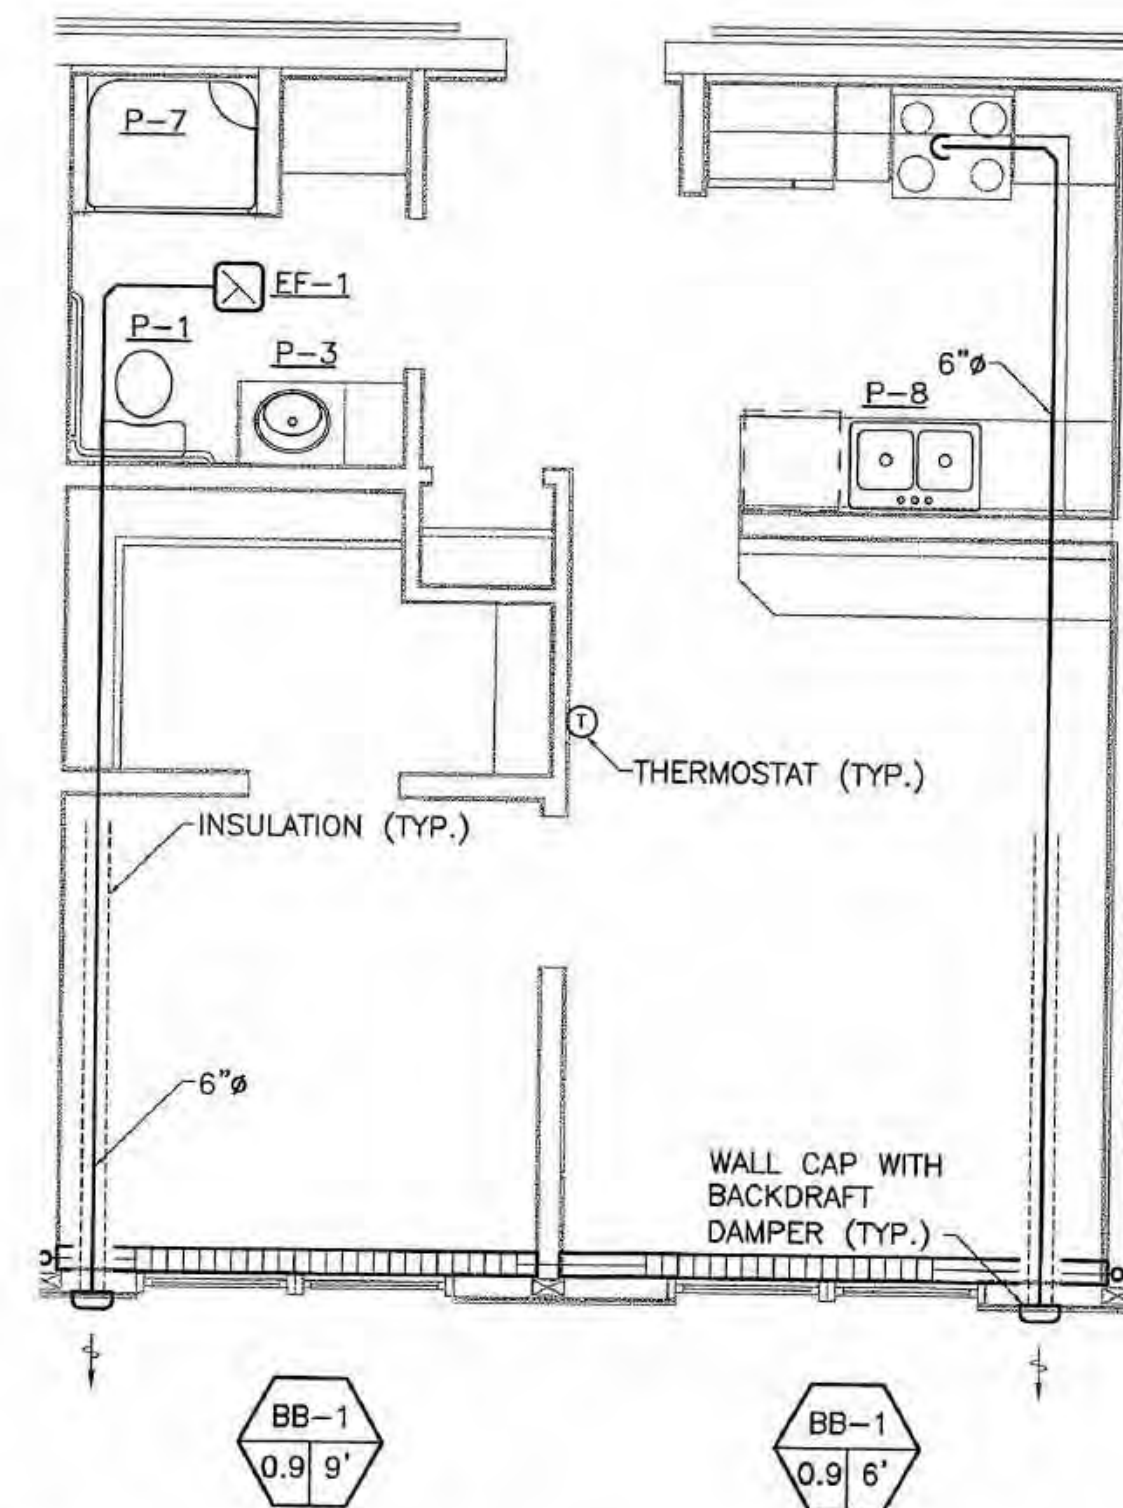 P-7
EF-1
P-1
P-3
6"ø
P-8
T
THERMOSTAT (TYP.)
INSULATION (TYP.)
6"ø
WALL CAP WITH
BACKDRAFT
DAMPER (TYP.)
BB-1
0.9 9'
BB-1
0.9 6'